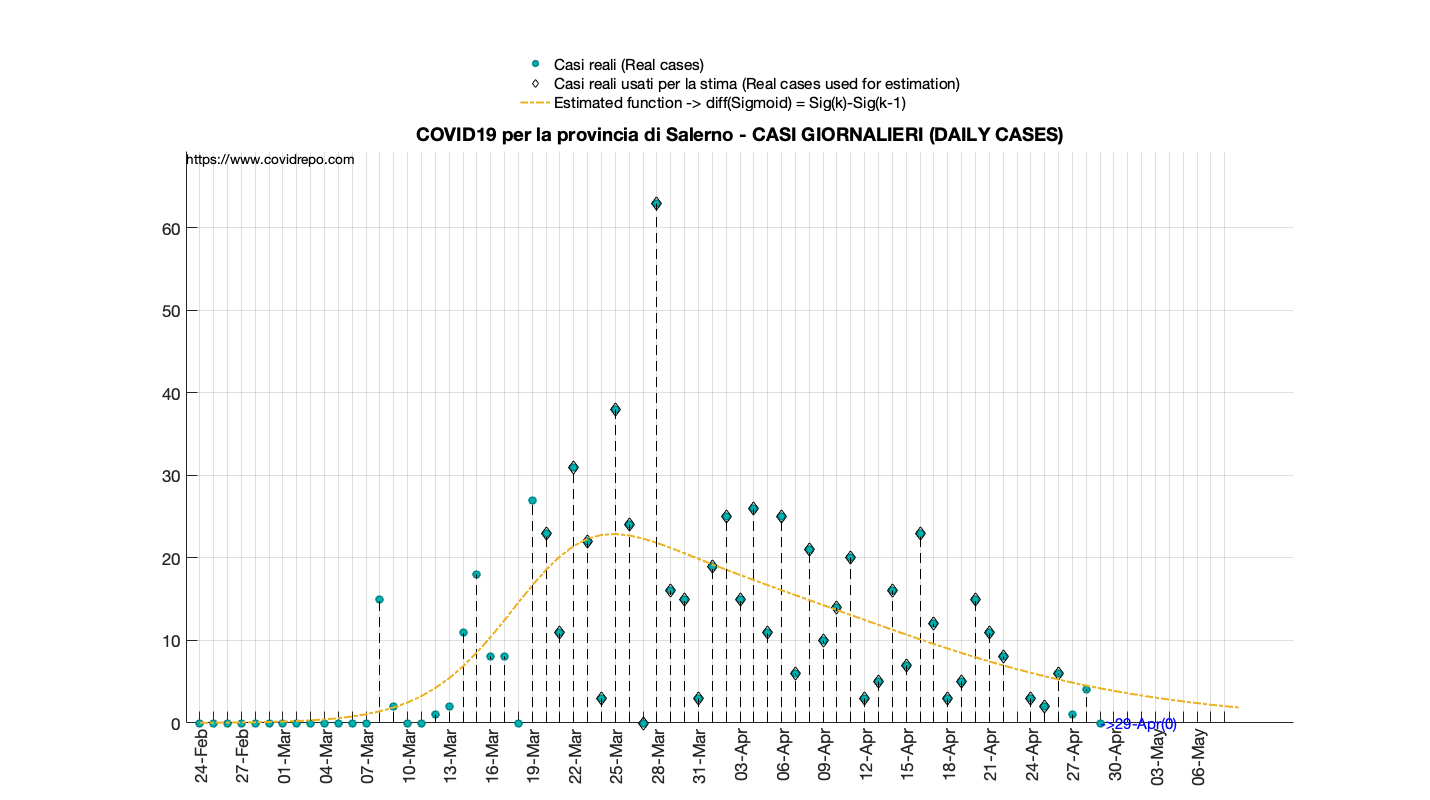 Casi reali (Real cases)
Casi reali usati per la stima (Real cases used for estimation)
Estimated function -> diff(Sigmoid) = Sig(k)-Sig(k-1)
COVID19 per la provincia di Salerno - CASI GIORNALIERI (DAILY CASES)
https://www.covidrepo.com
60
50
40
30
20
10
0
->29-Apr(0)
24-Feb
27-Feb
01-Mar
04-Mar
07-Mar
10-Mar
13-Mar
16-Mar
19-Mar
22-Mar
25-Mar
28-Mar
31-Mar
03-Apr
06-Apr
09-Apr
12-Apr
15-Apr
18-Apr
21-Apr
24-Apr
27-Apr
30-Apr
03-May
06-May